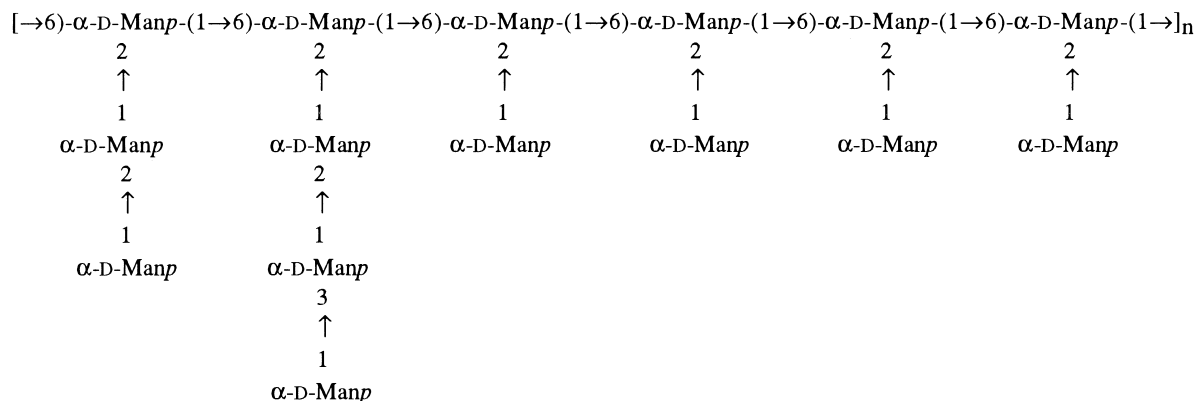 [→6)-α-D-Manp-(1→6)-α-D-Manp-(1→6)-α-D-Manp-(1→6)-α-D-Manp-(1→6)-α-D-Manp-(1→6)-α-D-Manp-(1→]n
2 2 2 2 2 2
↑ ↑ ↑ ↑ ↑ ↑
1 1 1 1 1 1
α-D-Manp α-D-Manp α-D-Manp α-D-Manp α-D-Manp α-D-Manp
2 2
↑ ↑
1 1
α-D-Manp α-D-Manp
3
↑
1
α-D-Manp